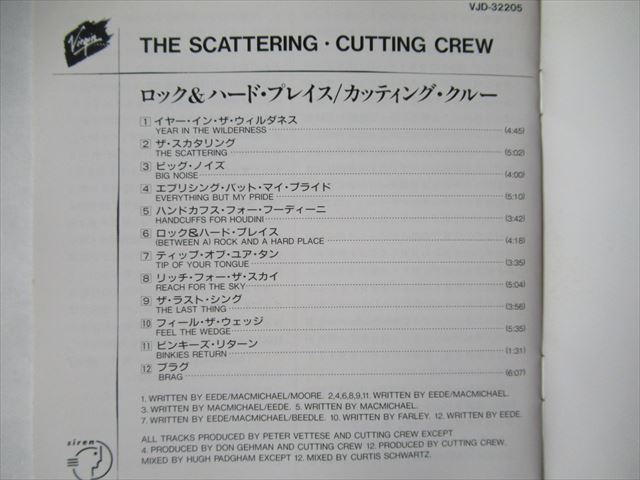 VJD-32205
Virgin
THE SCATTERING・CUTTING CREW
ロック&ハード・プレイス/カッティング・クルー
1 イヤー・イン・ザ・ウィルダネス
YEAR IN THE WILDERNESS (4:45)
2 ザ・スカタリング
THE SCATTERING (5:02)
3 ビッグ・ノイズ
BIG NOISE (4:00)
4 エブリシング・バット・マイ・プライド
EVERYTHING BUT MY PRIDE (5:10)
5 ハンドカフス・フォー・フーディーニ
HANDCUFFS FOR HOUDINI (3:42)
6 ロック&ハード・プレイス
(BETWEEN A) ROCK AND A HARD PLACE (4:18)
7 ティップ・オブ・ユア・タン
TIP OF YOUR TONGUE (3:35)
8 リッチ・フォー・ザ・スカイ
REACH FOR THE SKY (5:04)
9 ザ・ラスト・シング
THE LAST THING (3:56)
10 フィール・ザ・ウェッジ
FEEL THE WEDGE (5:35)
11 ビンキーズ・リターン
BINKIES RETURN (1:31)
12 ブラグ
BRAG (6:07)
1. WRITTEN BY EEDE/MACMICHAEL/MOORE. 2,4,6,8,9,11. WRITTEN BY EEDE/MACMICHAEL.
3. WRITTEN BY MACMICHAEL/EEDE. 5. WRITTEN BY MACMICHAEL.
7. WRITTEN BY EEDE/MACMICHAEL/BEEDLE. 10. WRITTEN BY FARLEY. 12. WRITTEN BY EEDE.
siren
ALL TRACKS PRODUCED BY PETER VETTESE AND CUTTING CREW EXCEPT
4. PRODUCED BY DON GEHMAN AND CUTTING CREW 12. PRODUCED BY CUTTING CREW.
MIXED BY HUGH PADGHAM EXCEPT 12. MIXED BY CURTIS SCHWARTZ.